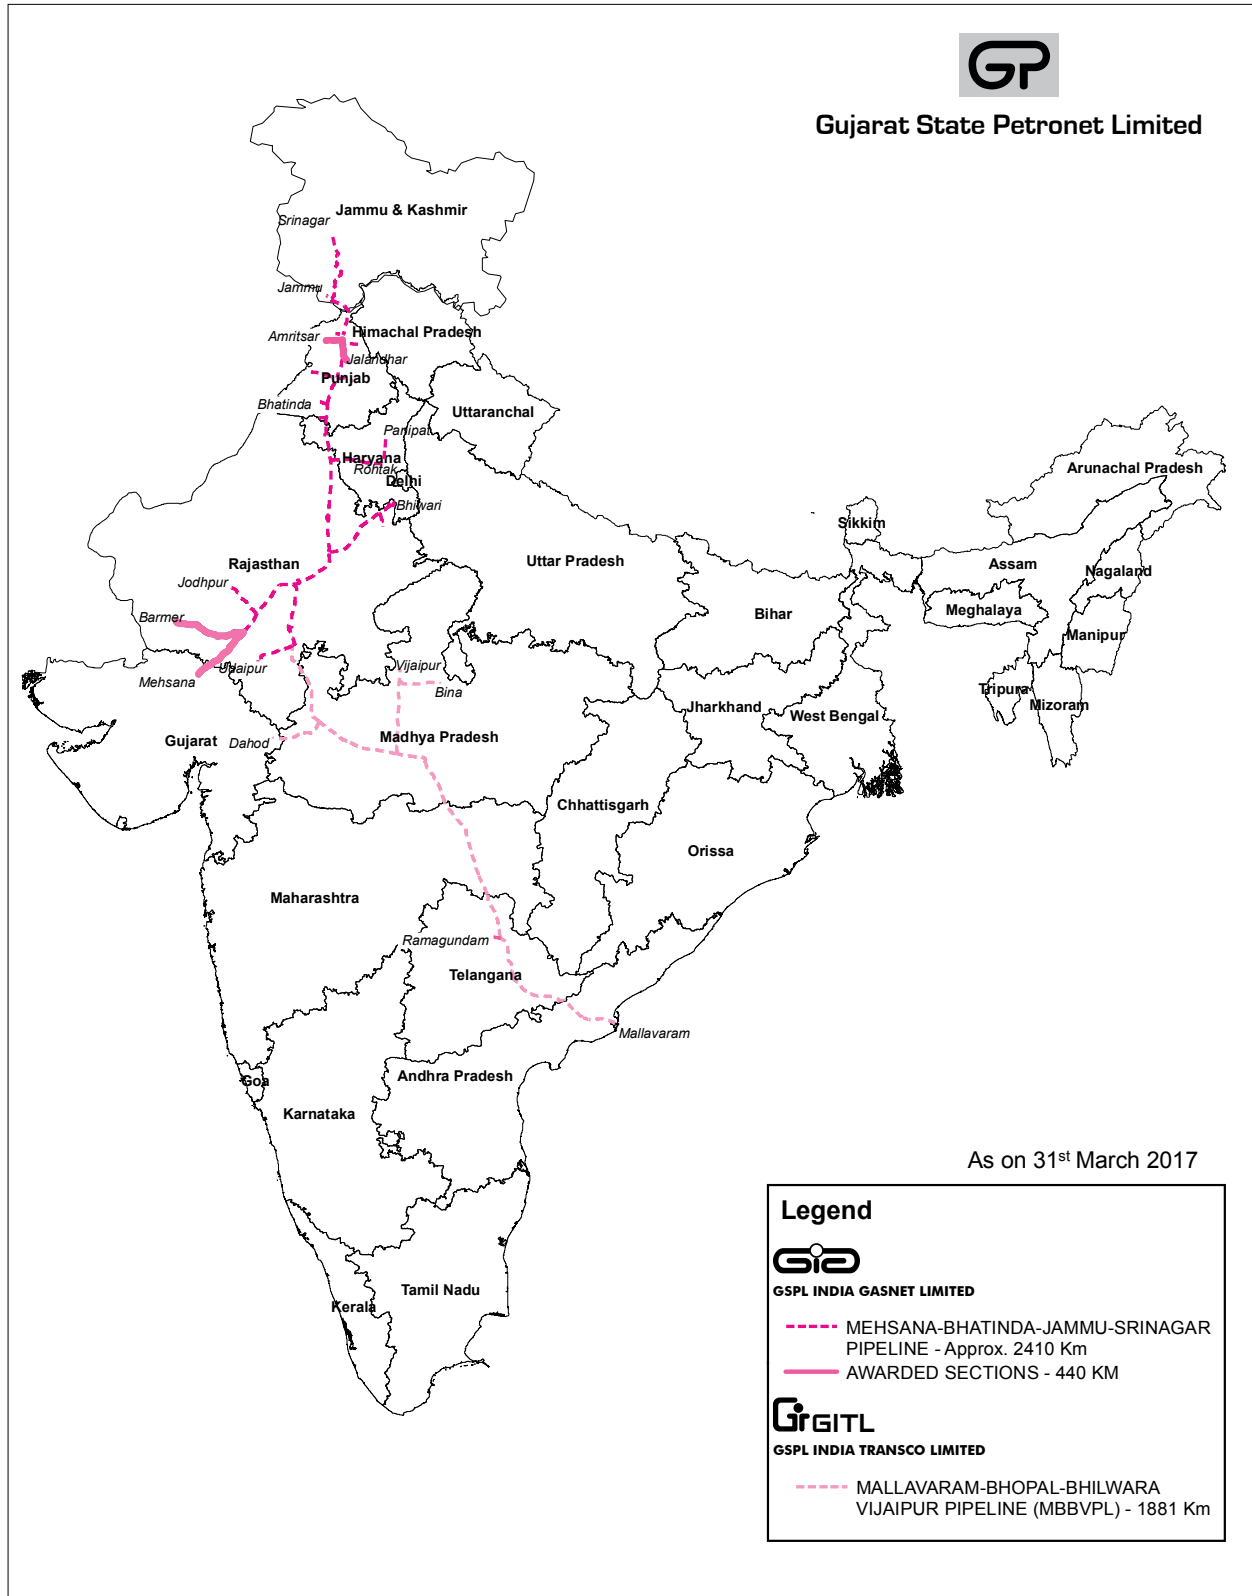 GP
Gujarat State Petronet Limited
Jammu & Kashmir
Srinagar
Jammu
Amritsar
Himachal Pradesh
Jalandhar
Punjab
Bhatinda
Uttaranchal
Panipat
Haryana
Rohtak
Delhi
Bhiwari
Arunachal Pradesh
Sikkim
Rajasthan
Uttar Pradesh
Assam
Nagaland
Jodhpur
Meghalaya
Barmer
Bihar
Manipur
Udaipur
Vijaipur
Mehsana
Bina
Tripura
Mizoram
Jharkhand
West Bengal
Gujarat
Dahod
Madhya Pradesh
Chhattisgarh
Orissa
Maharashtra
Ramagundam
Telangana
Mallavaram
Goa
Andhra Pradesh
Karnataka
Tamil Nadu
Kerala
As on 31st March 2017
Legend
GIG
GSPL INDIA GASNET LIMITED
MEHSANA-BHATINDA-JAMMU-SRINAGAR
PIPELINE - Approx. 2410 Km
AWARDED SECTIONS - 440 KM
GITL
GSPL INDIA TRANSCO LIMITED
MALLAVARAM-BHOPAL-BHILWARA
VIJAIPUR PIPELINE (MBBVPL) - 1881 Km